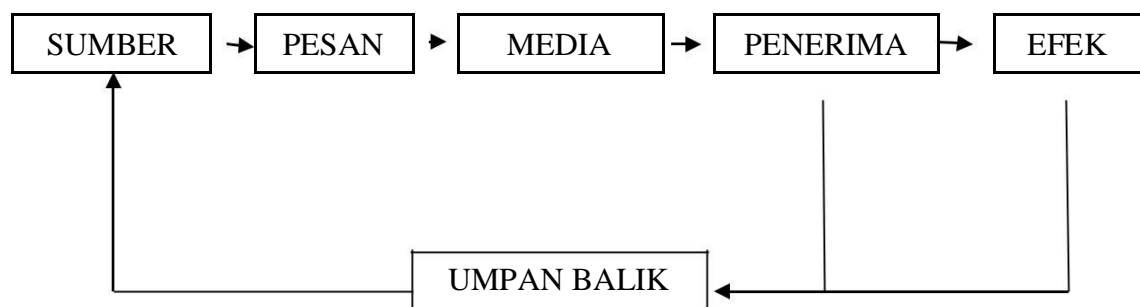 SUMBER
PESAN
MEDIA
PENERIMA
EFEK
UMPAN BALIK